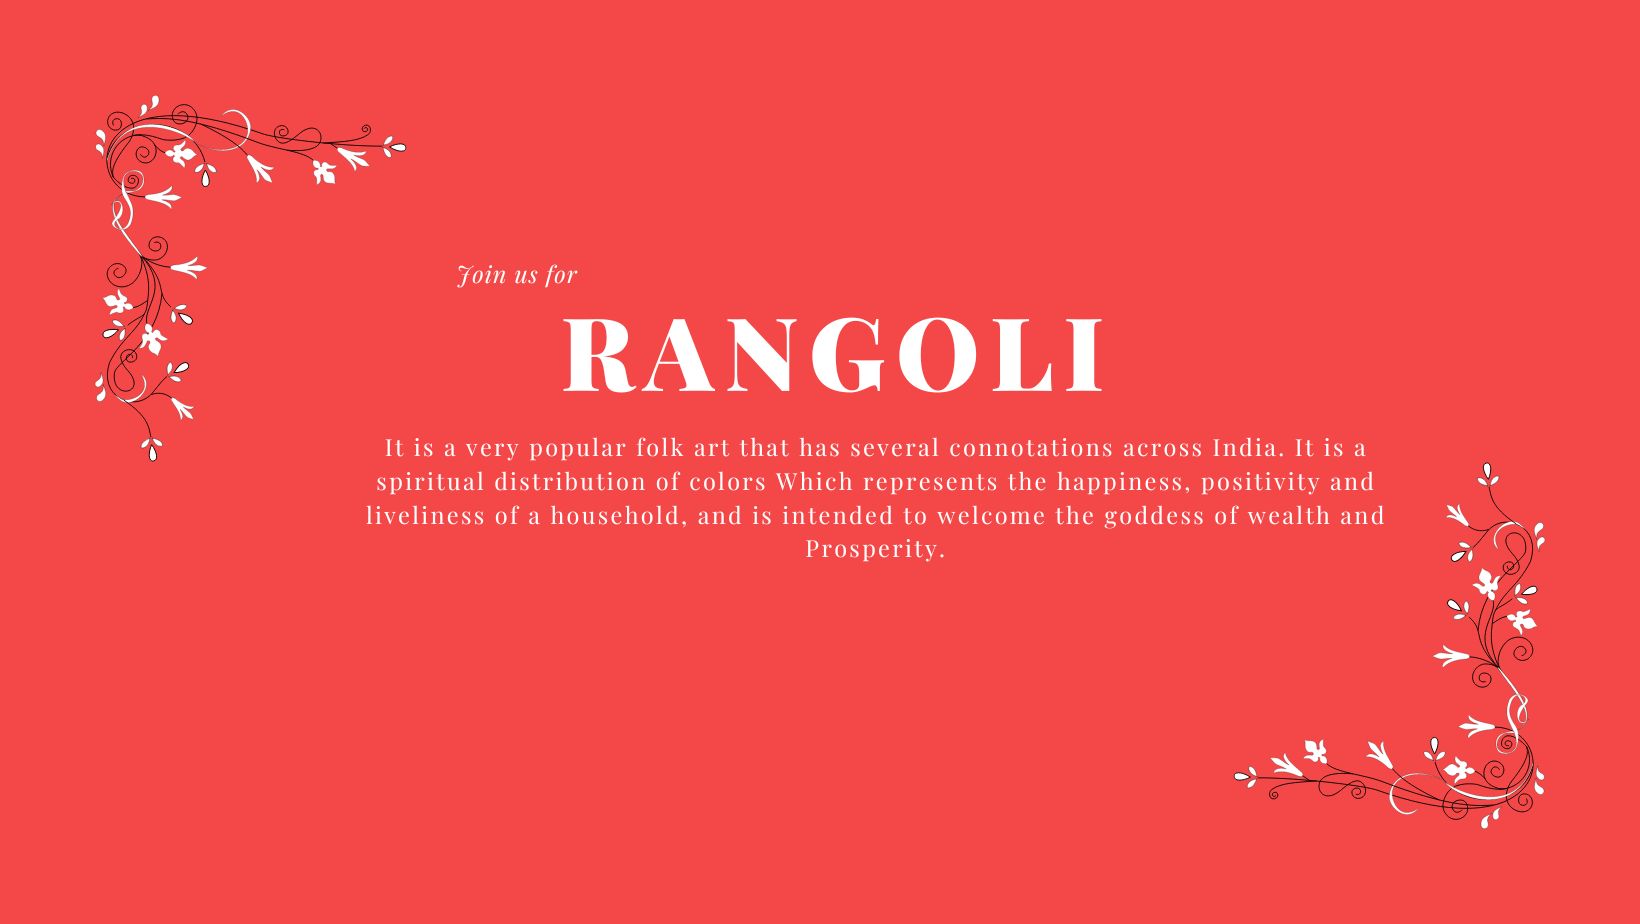 Join us for
RANGOLI
It is a very popular folk art that has several connotations across India. It is a
spiritual distribution of colors Which represents the happiness, positivity and
liveliness of a household, and is intended to welcome the goddess of wealth and
Prosperity.